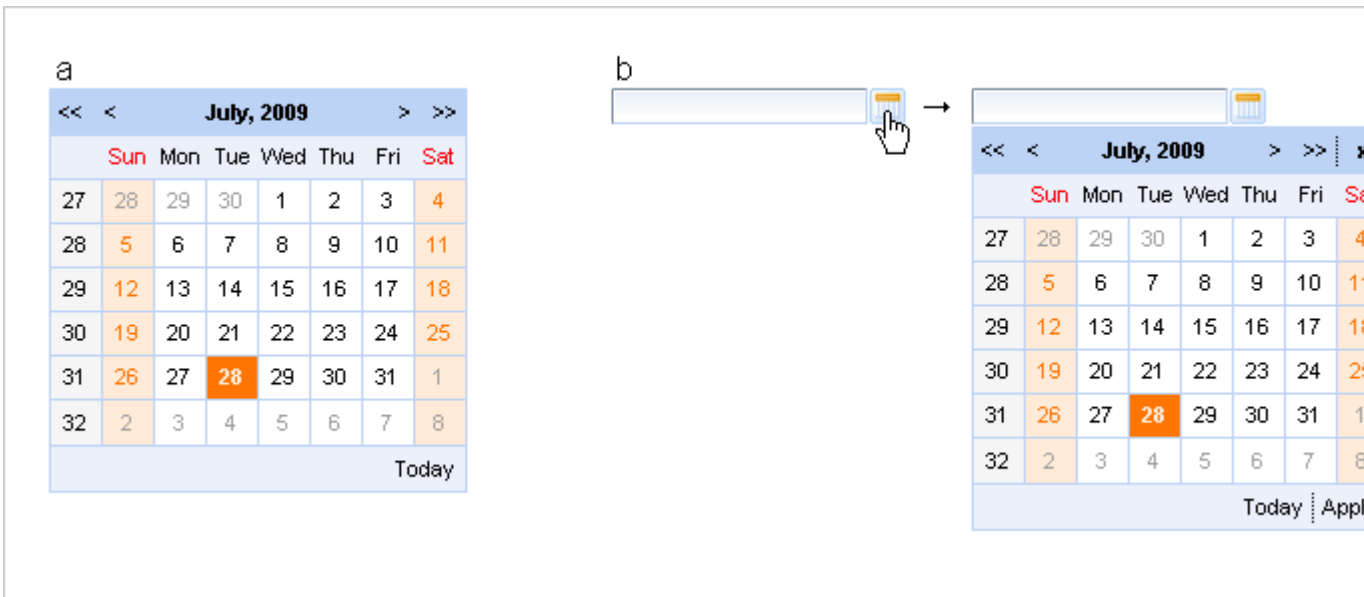 a
<< < July, 2009 > >>
Sun Mon Tue Wed Thu Fri Sat
27 28 29 30 1 2 3 4
28 5 6 7 8 9 10 11
29 12 13 14 15 16 17 18
30 19 20 21 22 23 24 25
31 26 27 28 29 30 31 1
32 2 3 4 5 6 7 8
Today
b
→
<< < July, 2009 > >>
Sun Mon Tue Wed Thu Fri
27 28 29 30 1 2 3 4
28 5 6 7 8 9 10 11
29 12 13 14 15 16 17
30 19 20 21 22 23 24
31 26 27 28 29 30 31 1
32 2 3 4 5 6 7
Today